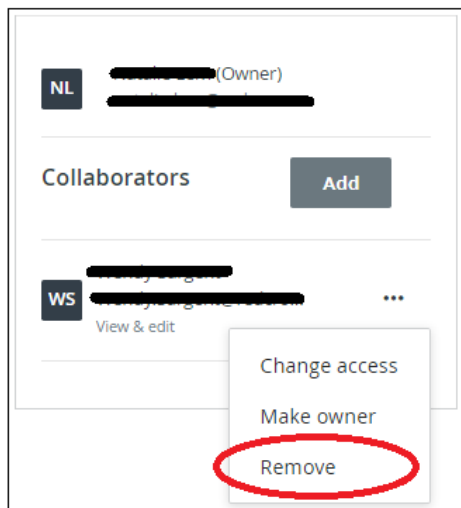 NL
(Owner)
Collaborators
Add
WS
View & edit
...
Change access
Make owner
Remove